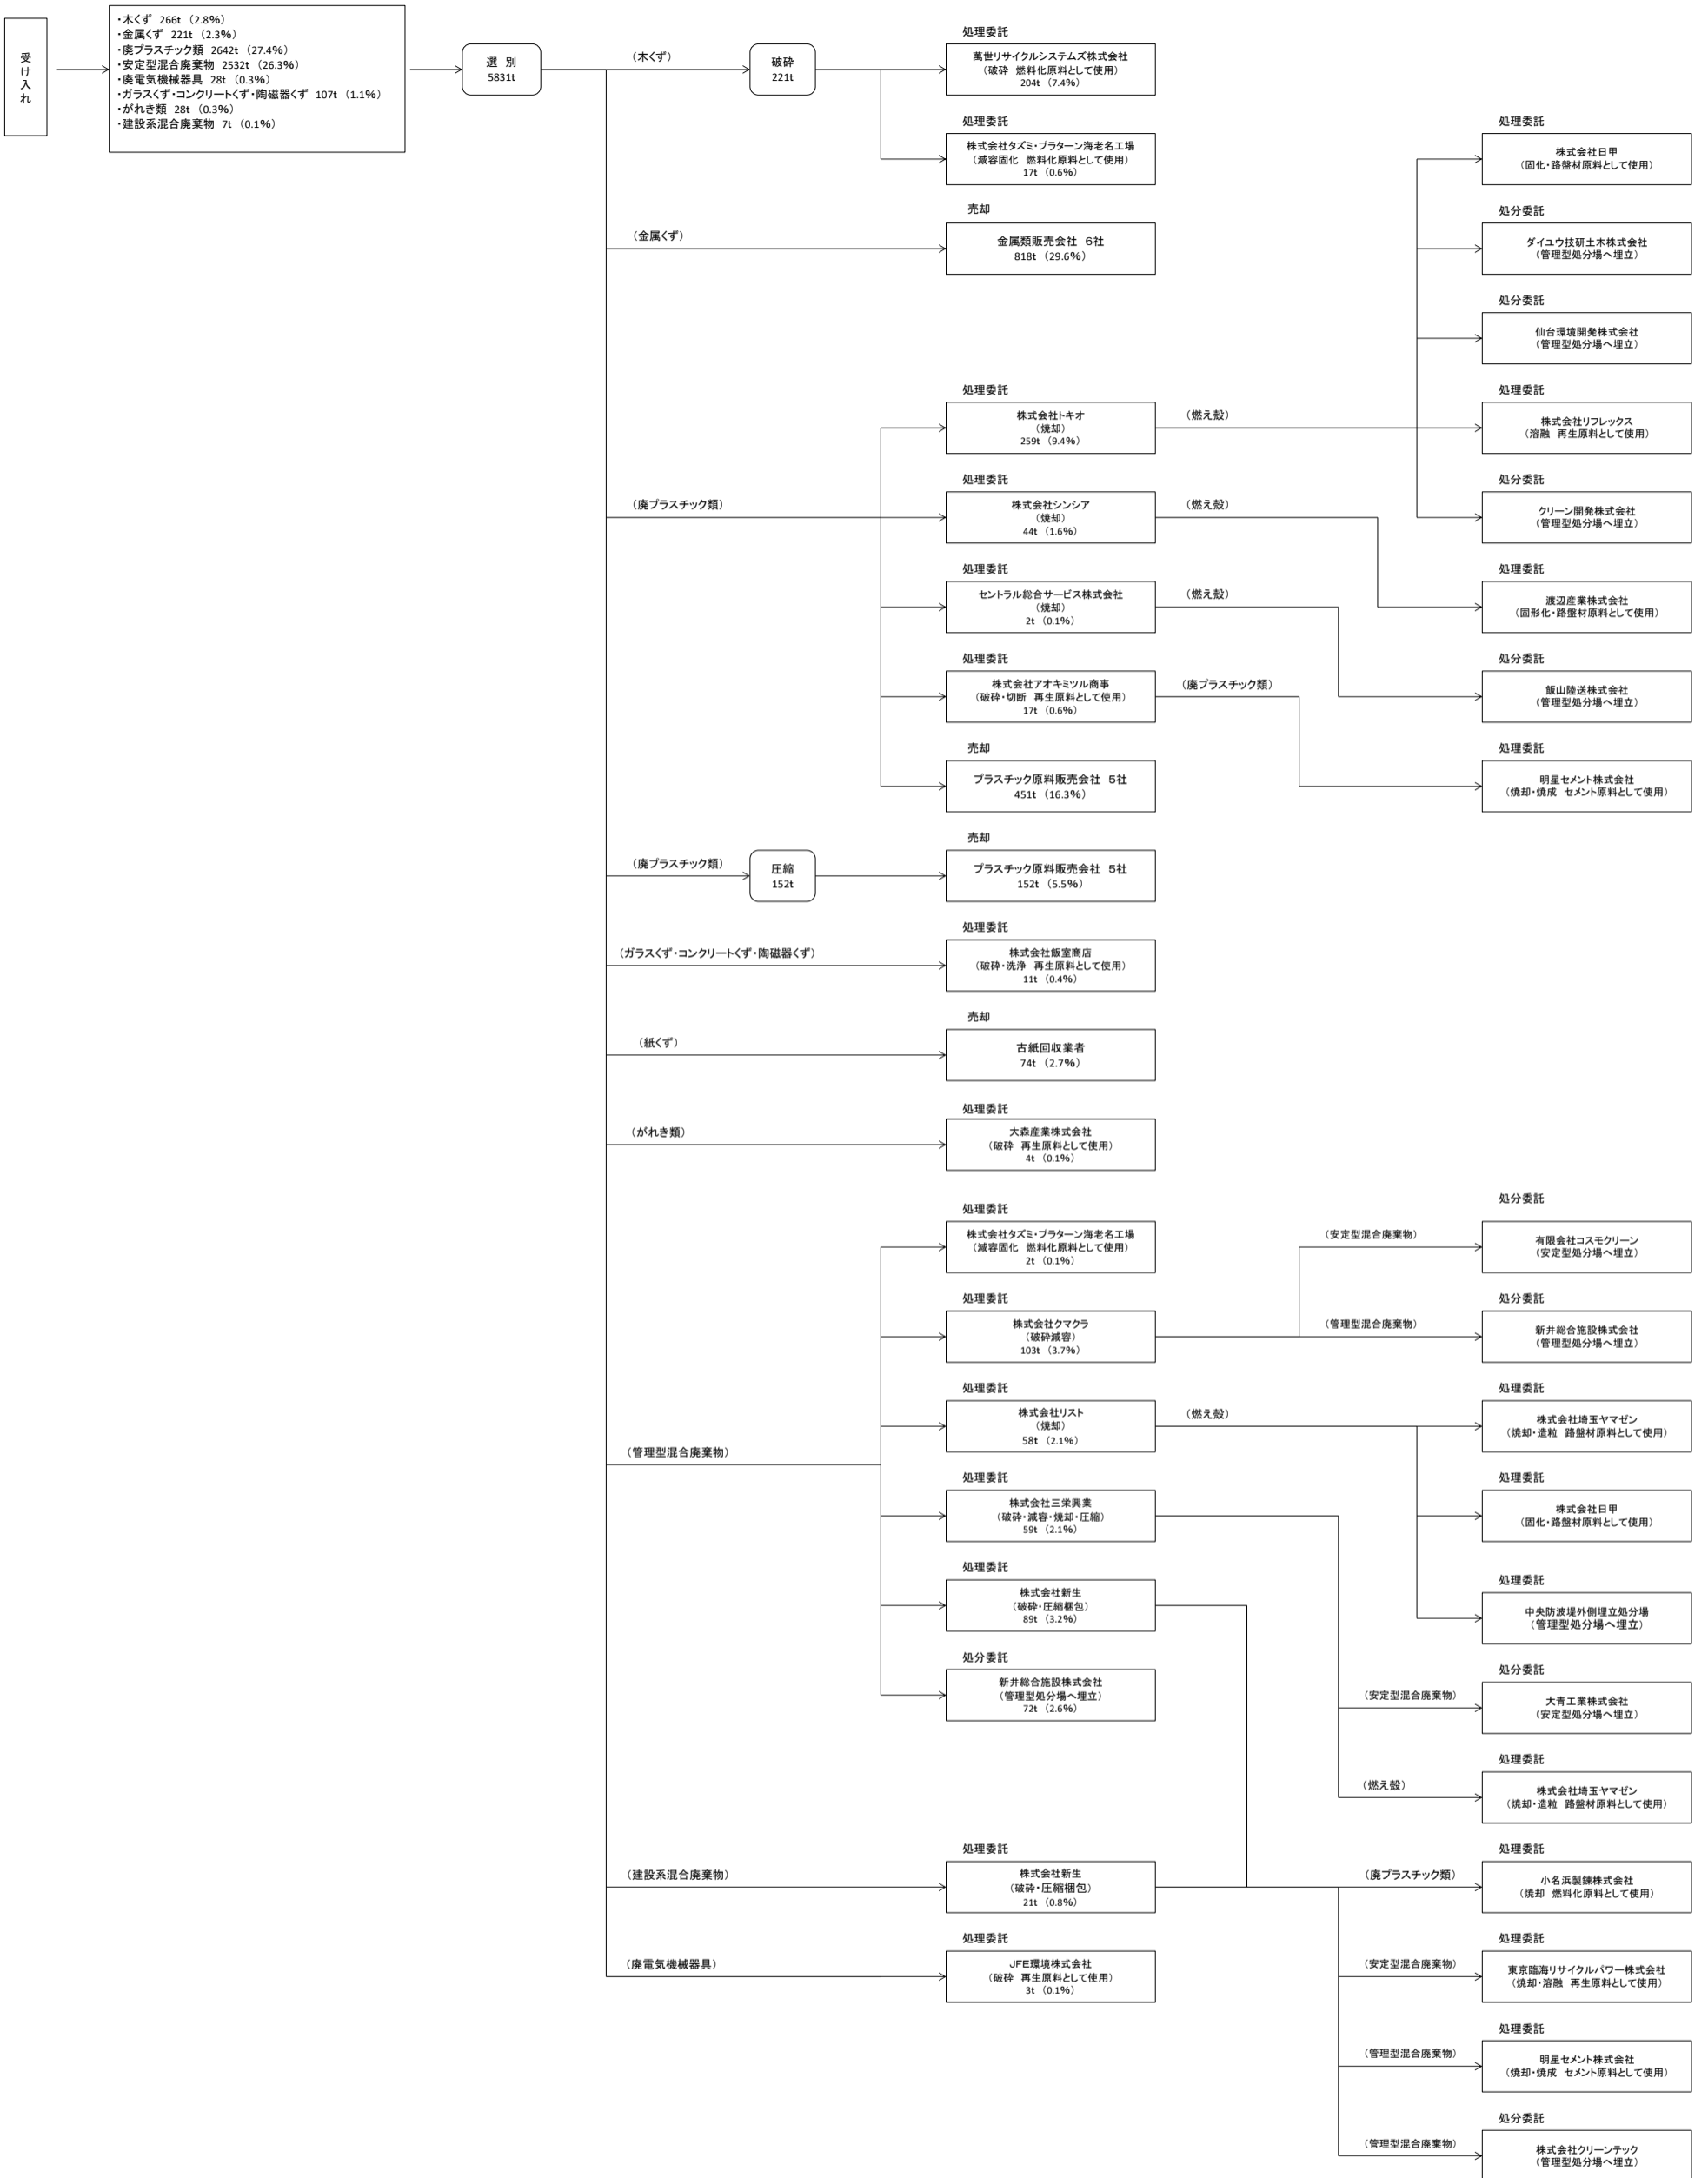 受
け
入
れ
・木くず 266t (2.8%)
・金属くず 221t (2.3%)
・廃プラスチック類 2642t (27.4%)
・安定型混合廃棄物 2532t (26.3%)
・廃電気機械器具 28t (0.3%)
・ガラスくず・コンクリートくず・陶磁器くず 107t (1.1%)
・がれき類 28t (0.3%)
・建設系混合廃棄物 7t (0.1%)
選 別
5831t
(木くず)
破砕
221t
処理委託
萬世リサイクルシステムズ株式会社
(破砕 燃料化原料として使用)
204t (7.4%)
処理委託
株式会社タズミ・プラターン海老名工場
(減容固化 燃料化原料として使用)
17t (0.6%)
(金属くず)
売却
金属類販売会社 6社
818t (29.6%)
(廃プラスチック類)
処理委託
株式会社トキオ
(焼却)
259t (9.4%)
(燃え殻)
処理委託
株式会社日甲
(固化・路盤材原料として使用)
処分委託
ダイユウ技研土木株式会社
(管理型処分場へ埋立)
処分委託
仙台環境開発株式会社
(管理型処分場へ埋立)
処理委託
株式会社リフレックス
(溶融 再生原料として使用)
処分委託
クリーン開発株式会社
(管理型処分場へ埋立)
処理委託
株式会社シンシア
(焼却)
44t (1.6%)
(燃え殻)
処理委託
渡辺産業株式会社
(固形化・路盤材原料として使用)
処理委託
セントラル総合サービス株式会社
(焼却)
2t (0.1%)
(燃え殻)
処分委託
飯山陸送株式会社
(管理型処分場へ埋立)
処理委託
株式会社アオキミツル商事
(破砕・切断 再生原料として使用)
17t (0.6%)
(廃プラスチック類)
処理委託
明星セメント株式会社
(焼却・焼成 セメント原料として使用)
売却
プラスチック原料販売会社 5社
451t (16.3%)
(廃プラスチック類)
圧縮
152t
売却
プラスチック原料販売会社 5社
152t (5.5%)
(ガラスくず・コンクリートくず・陶磁器くず)
処理委託
株式会社飯室商店
(破砕・洗浄 再生原料として使用)
11t (0.4%)
(紙くず)
売却
古紙回収業者
74t (2.7%)
(がれき類)
処理委託
大森産業株式会社
(破砕 再生原料として使用)
4t (0.1%)
(管理型混合廃棄物)
処理委託
株式会社タズミ・プラターン海老名工場
(減容固化 燃料化原料として使用)
2t (0.1%)
処理委託
株式会社クマクラ
(破砕減容)
103t (3.7%)
(安定型混合廃棄物)
処分委託
有限会社コスモクリーン
(安定型処分場へ埋立)
(管理型混合廃棄物)
処分委託
新井総合施設株式会社
(管理型処分場へ埋立)
処理委託
株式会社リスト
(焼却)
58t (2.1%)
(燃え殻)
処理委託
株式会社埼玉ヤマゼン
(焼却・造粒 路盤材原料として使用)
処理委託
株式会社日甲
(固化・路盤材原料として使用)
処理委託
中央防波堤外側埋立処分場
(管理型処分場へ埋立)
処理委託
株式会社三栄興業
(破砕・減容・焼却・圧縮)
59t (2.1%)
(安定型混合廃棄物)
処分委託
大青工業株式会社
(安定型処分場へ埋立)
(燃え殻)
処理委託
株式会社埼玉ヤマゼン
(焼却・造粒 路盤材原料として使用)
処理委託
株式会社新生
(破砕・圧縮梱包)
89t (3.2%)
処分委託
新井総合施設株式会社
(管理型処分場へ埋立)
72t (2.6%)
(建設系混合廃棄物)
処理委託
株式会社新生
(破砕・圧縮梱包)
21t (0.8%)
(廃プラスチック類)
処理委託
小名浜製錬株式会社
(焼却 燃料化原料として使用)
(廃電気機械器具)
処理委託
JFE環境株式会社
(破砕 再生原料として使用)
3t (0.1%)
(安定型混合廃棄物)
処理委託
東京臨海リサイクルパワー株式会社
(焼却・溶融 再生原料として使用)
(管理型混合廃棄物)
処理委託
明星セメント株式会社
(焼却・焼成 セメント原料として使用)
(管理型混合廃棄物)
処分委託
株式会社クリーンテック
(管理型処分場へ埋立)